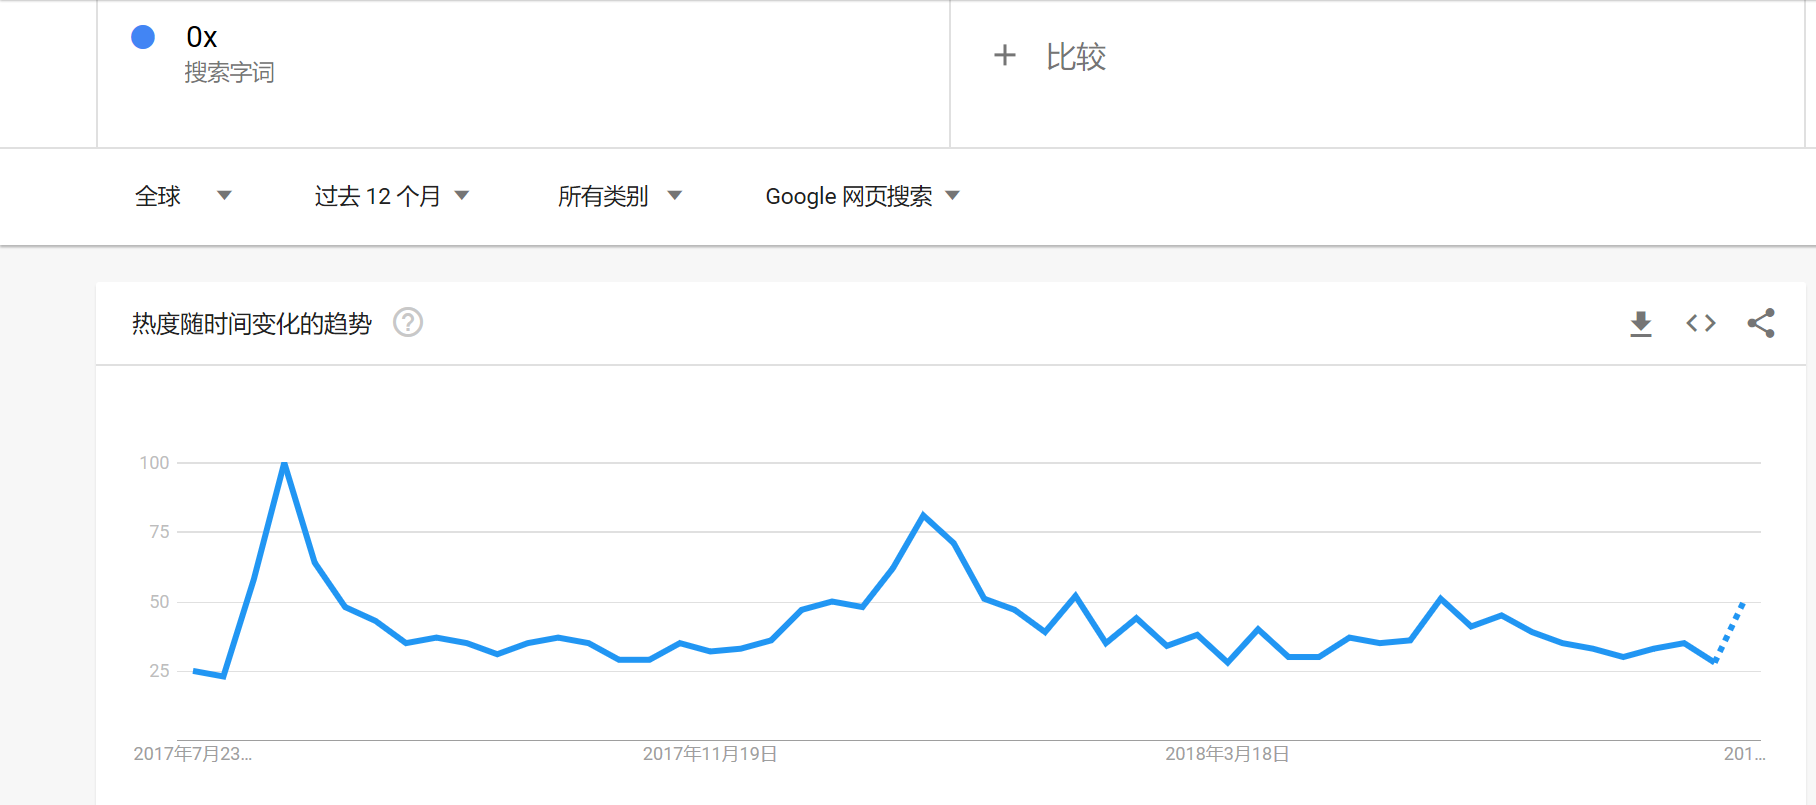 0x
搜索字词
+ 比较
全球
过去 12 个月
所有类别
Google 网页搜索
热度随时间变化的趋势 ?
100
75
50
25
2017年7月23...
2017年11月19日
2018年3月18日
201...